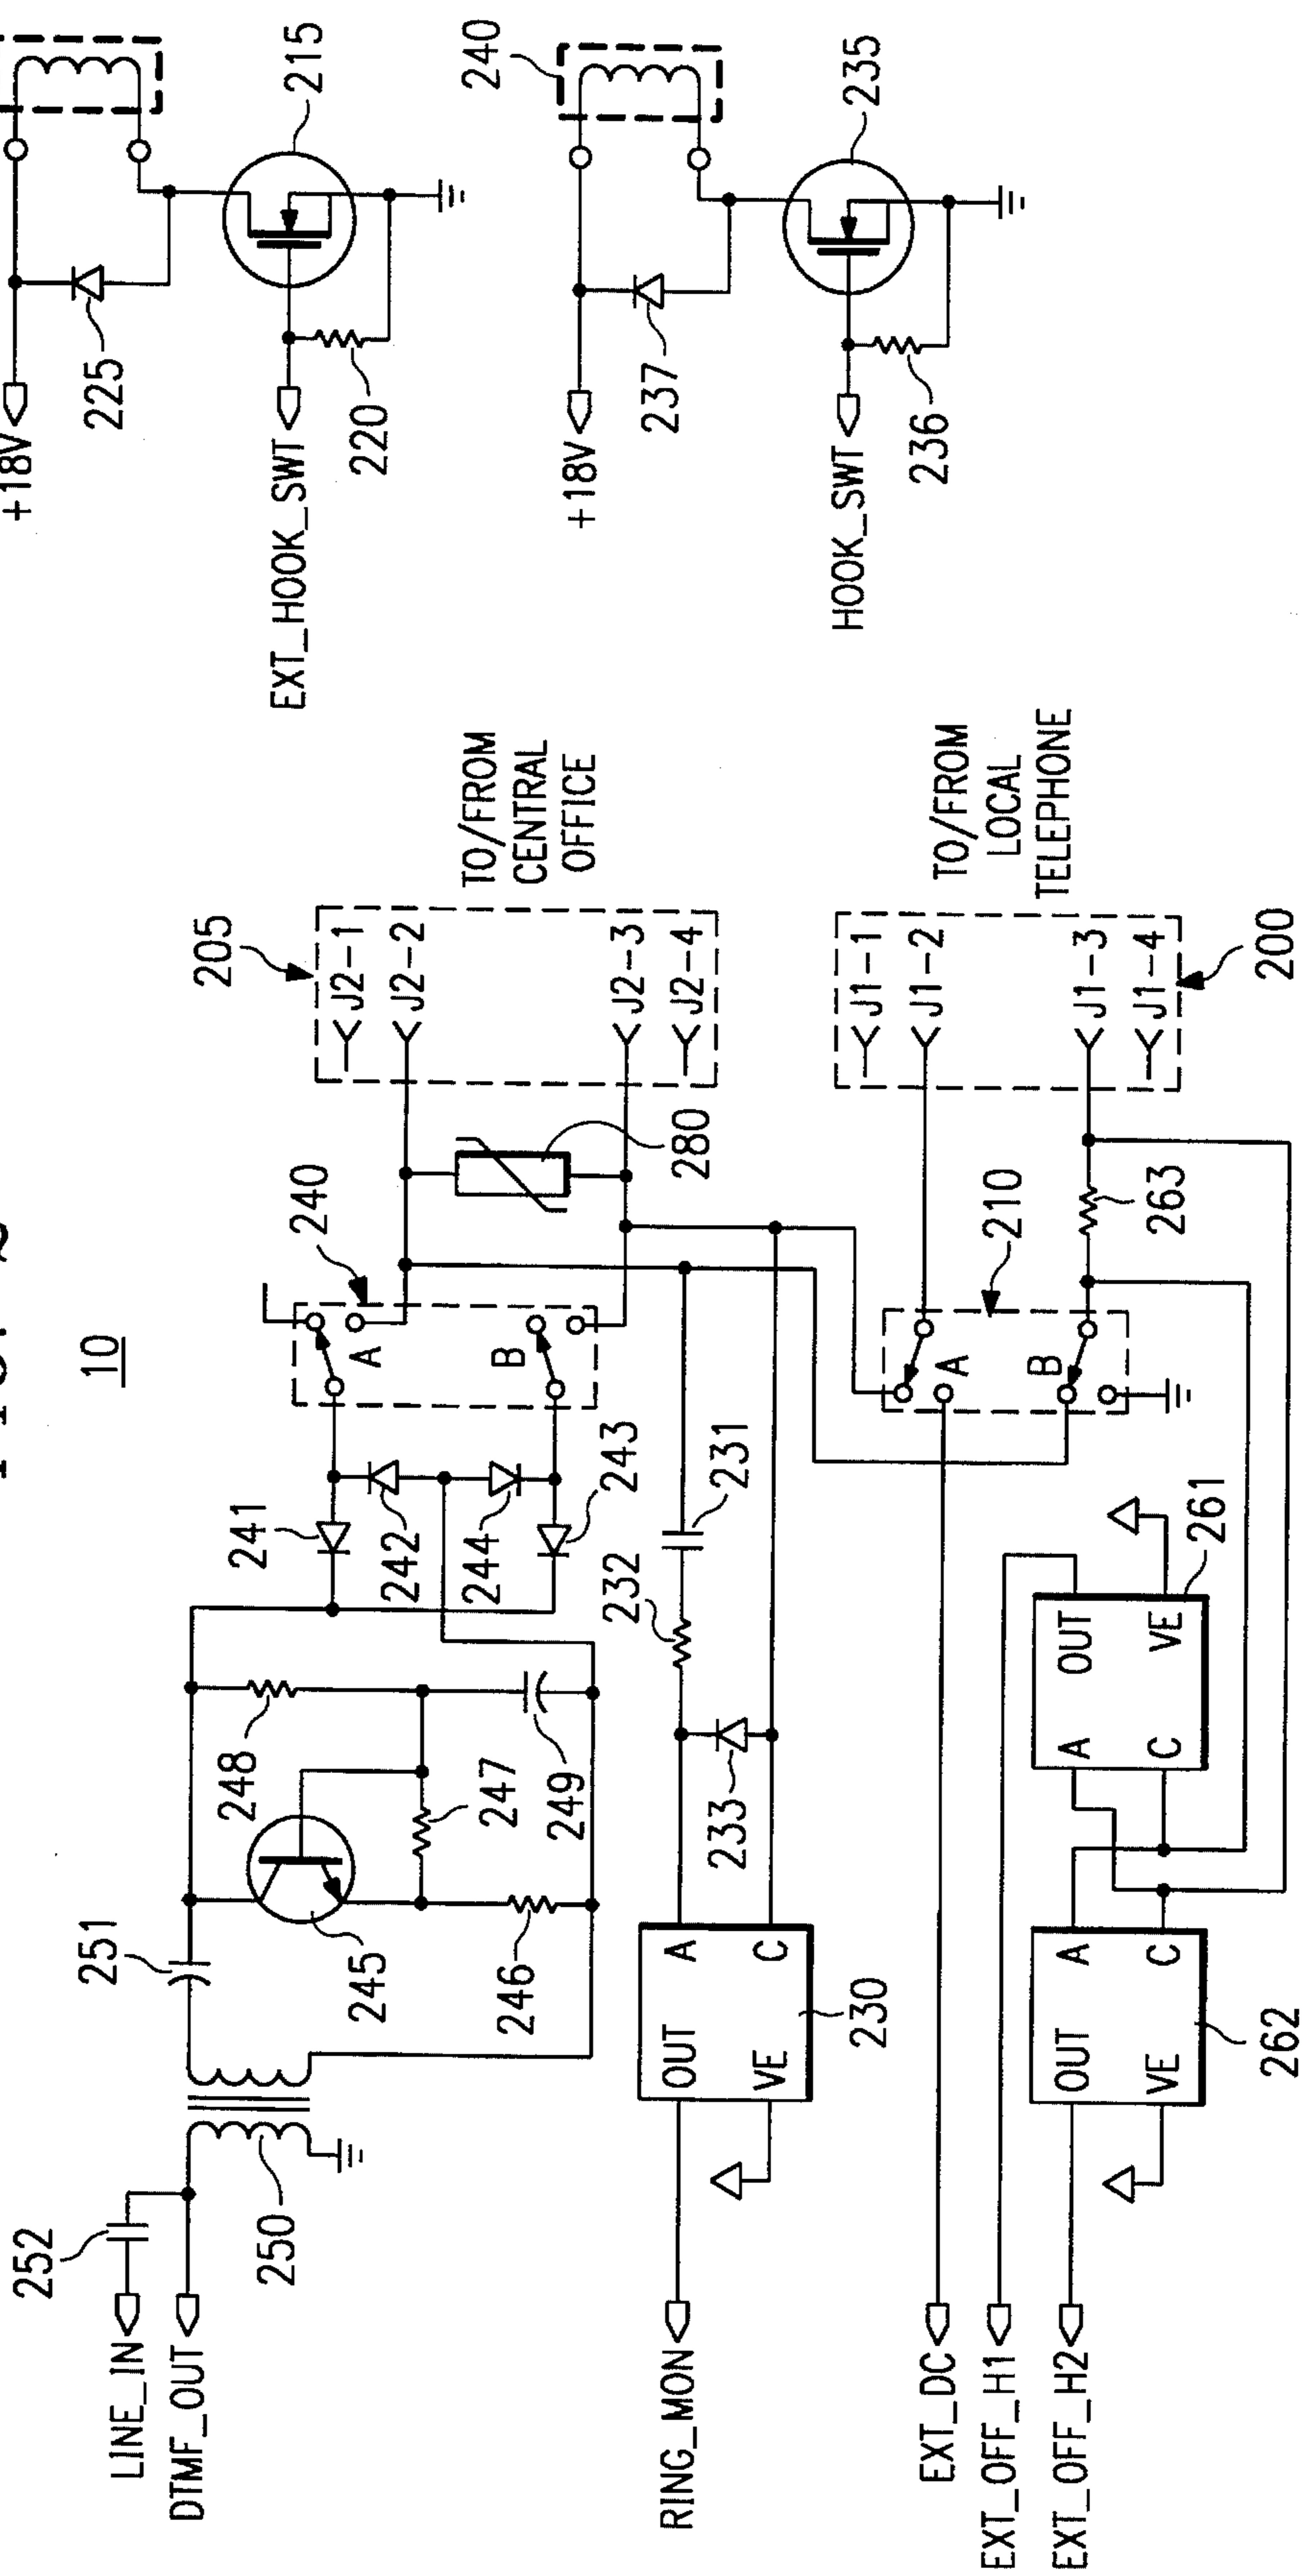 10
205
240
241
242
244
243
248
247
249
245
246
251
250
252
LINE_IN
DTMF_OUT
A
B
J2-1
J2-2
J2-3
J2-4
TO/FROM
CENTRAL
OFFICE
280
232
231
233
A
C
OUT
VE
230
RING_MON
210
A
B
263
J1-1
J1-2
J1-3
J1-4
200
TO/FROM
LOCAL
TELEPHONE
EXT_DC
EXT_OFF_H1
EXT_OFF_H2
OUT
VE
A
C
261
A
C
OUT
VE
262
+18V
225
215
EXT_HOOK_SWT
220
240
+18V
237
235
HOOK_SWT
236